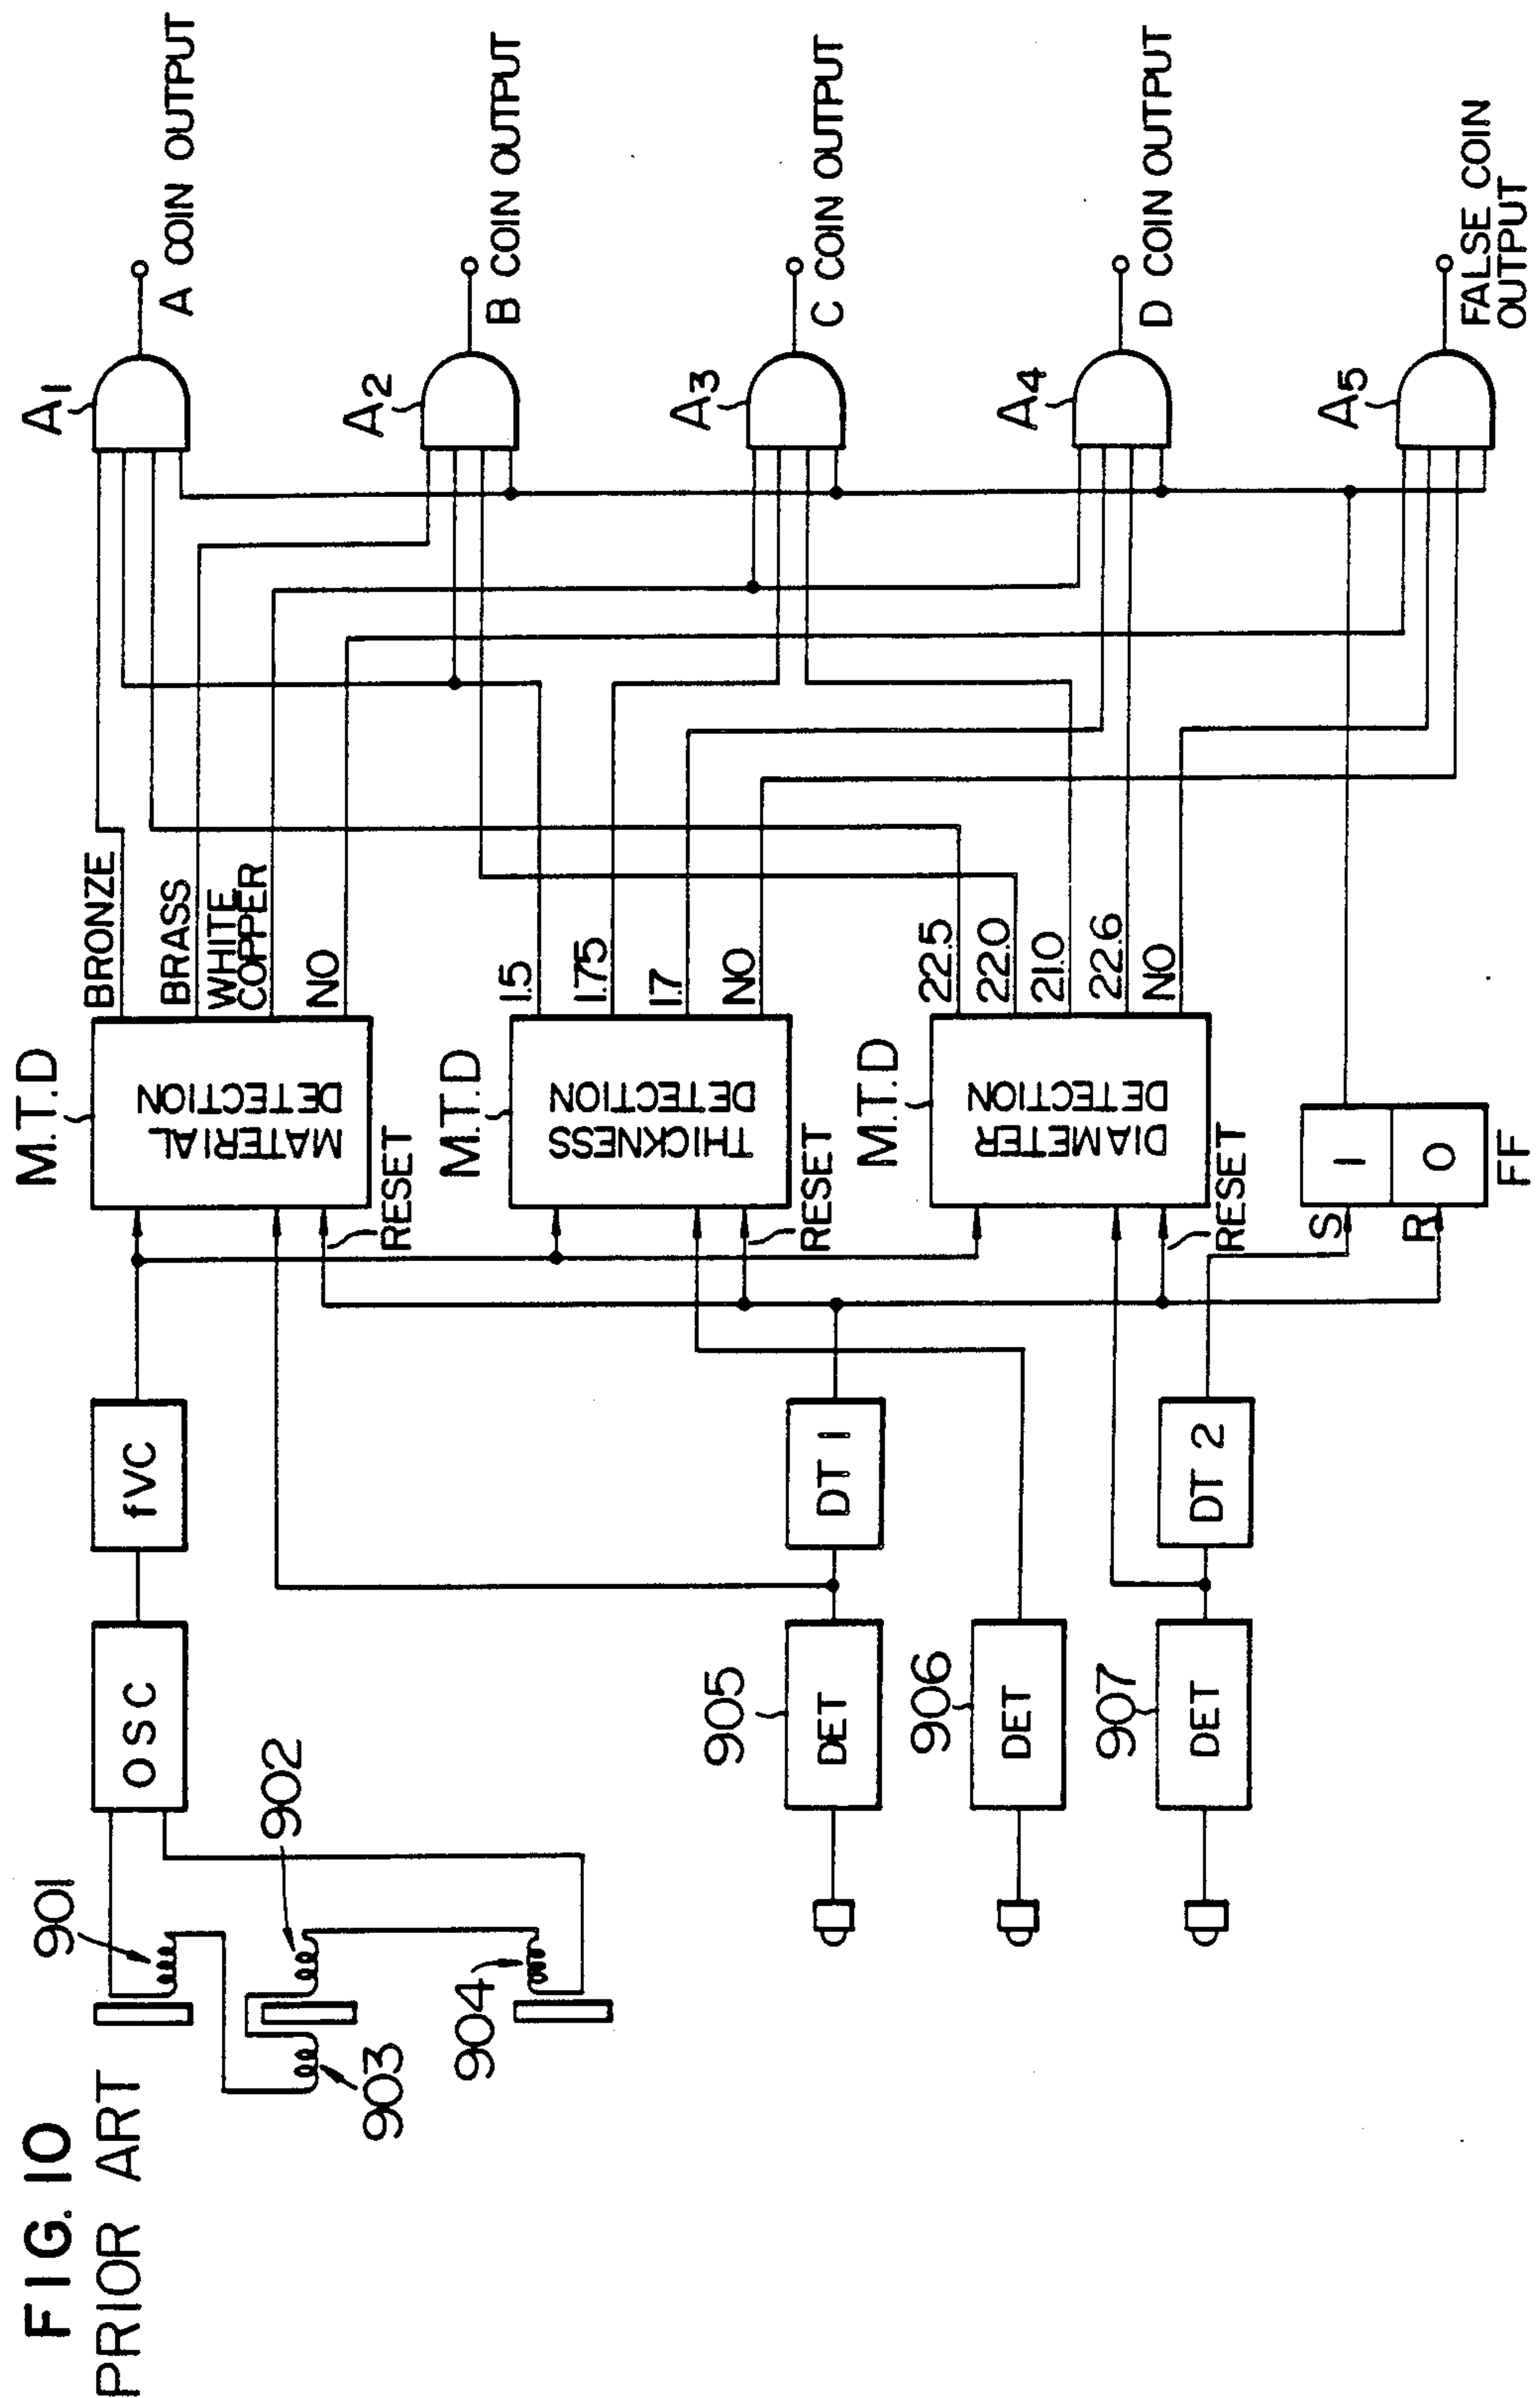 FIG. 10
PRIOR ART
901
902
903
904
OSC
fVC
905
DET
906
DET
907
DET
DT 1
DT 2
M.T.D
MATERIAL
DETECTION
RESET
M.T.D
THICKNESS
DETECTION
RESET
M.T.D
DIAMETER
DETECTION
RESET
S
R
1
0
FF
BRONZE
BRASS
WHITE
COPPER
NO
1.5
1.75
1.7
NO
22.5
22.0
21.0
22.6
NO
A1
A COIN OUTPUT
A2
B COIN OUTPUT
A3
C COIN OUTPUT
A4
D COIN OUTPUT
A5
FALSE COIN
OUTPUT